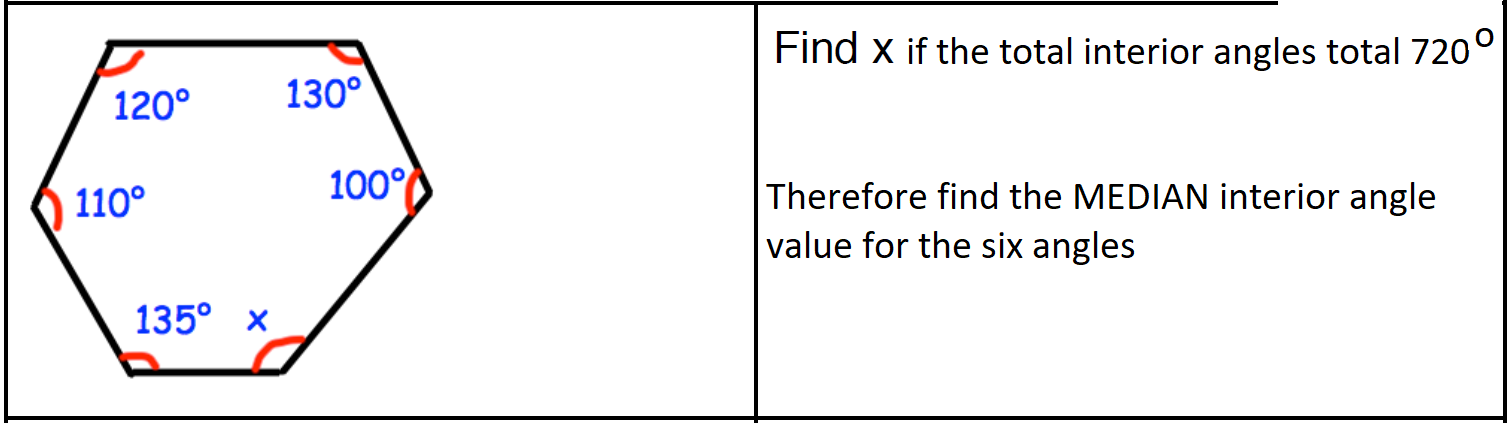 120° 130°
110° 100°
135° x
Find x if the total interior angles total 720°
Therefore find the MEDIAN interior angle
value for the six angles